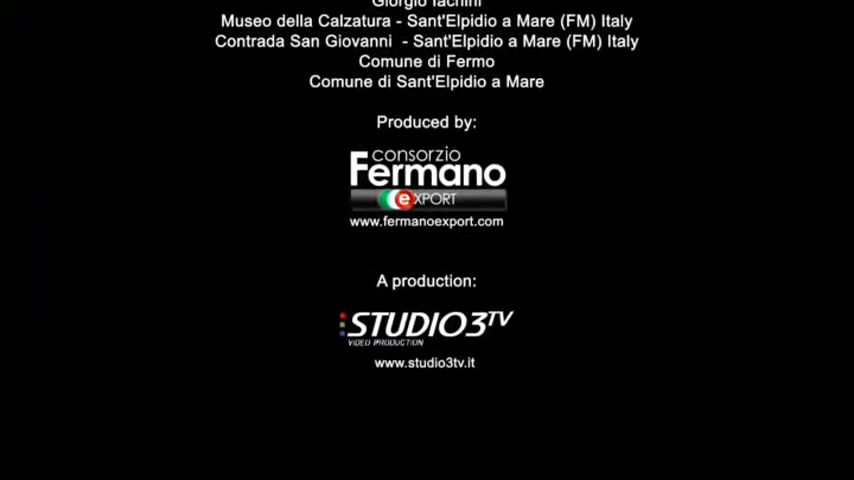 Giorgio Iachini
Museo della Calzatura - Sant'Elpidio a Mare (FM) Italy
Contrada San Giovanni - Sant'Elpidio a Mare (FM) Italy
Comune di Fermo
Comune di Sant'Elpidio a Mare
Produced by:
consorzio
Fermano
eXPORT
www.fermanoexport.com
A production:
STUDIO3TV
VIDEO PRODUCTION
www.studio3tv.it